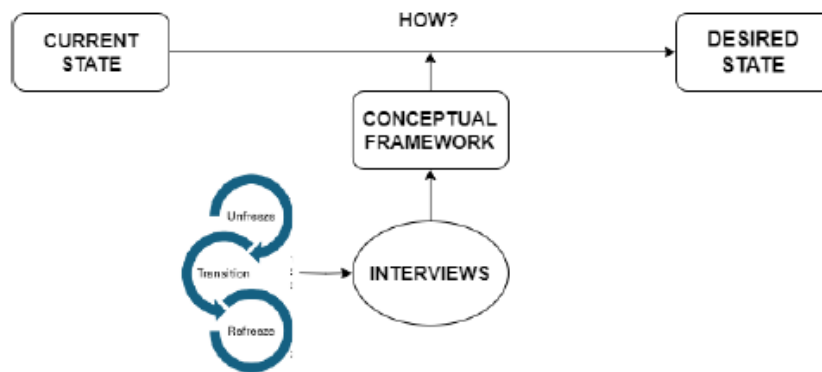 HOW?
CURRENT
STATE
DESIRED
STATE
CONCEPTUAL
FRAMEWORK
Unfreeze
Transition
INTERVIEWS
Refreeze